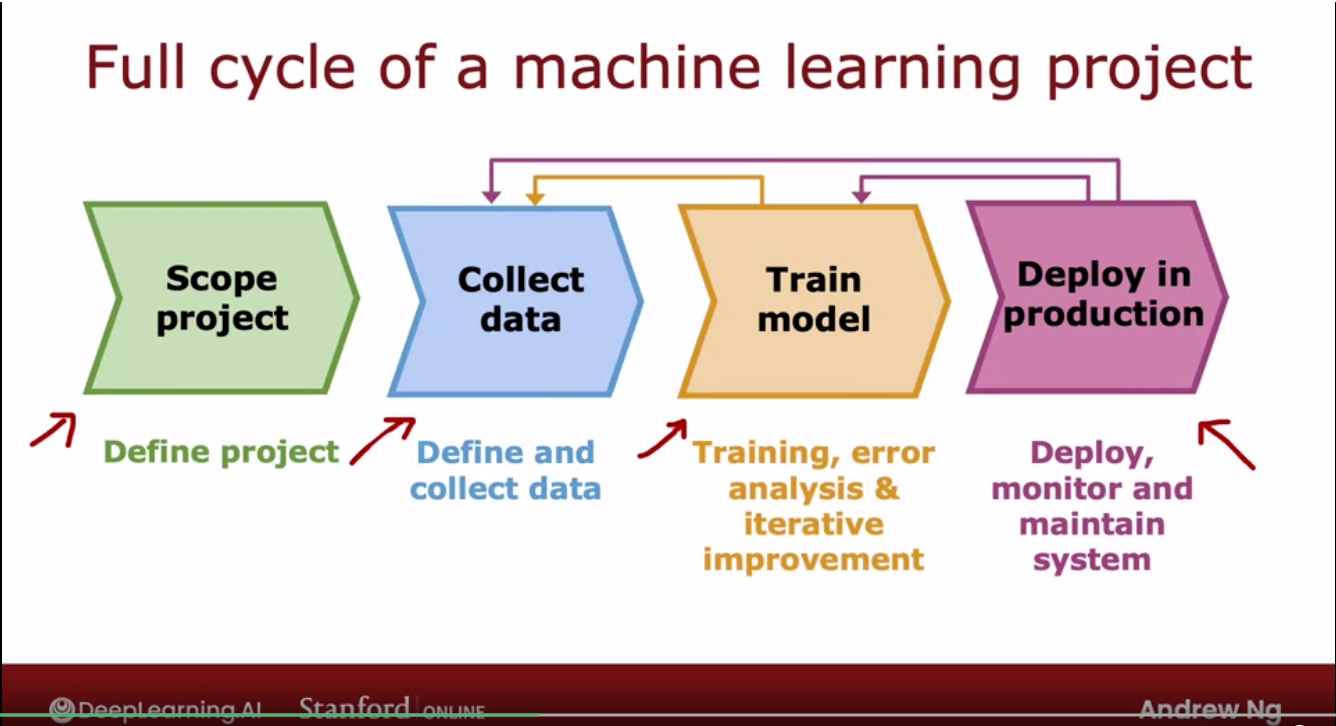 Full cycle of a machine learning project
Scope
project
Collect
data
Train
model
Deploy in
production
Define project
Define and
collect data
Training, error
analysis &
iterative
improvement
Deploy,
monitor and
maintain
system
DeepLearning.AI
Stanford ONLINE
Andrew Ng